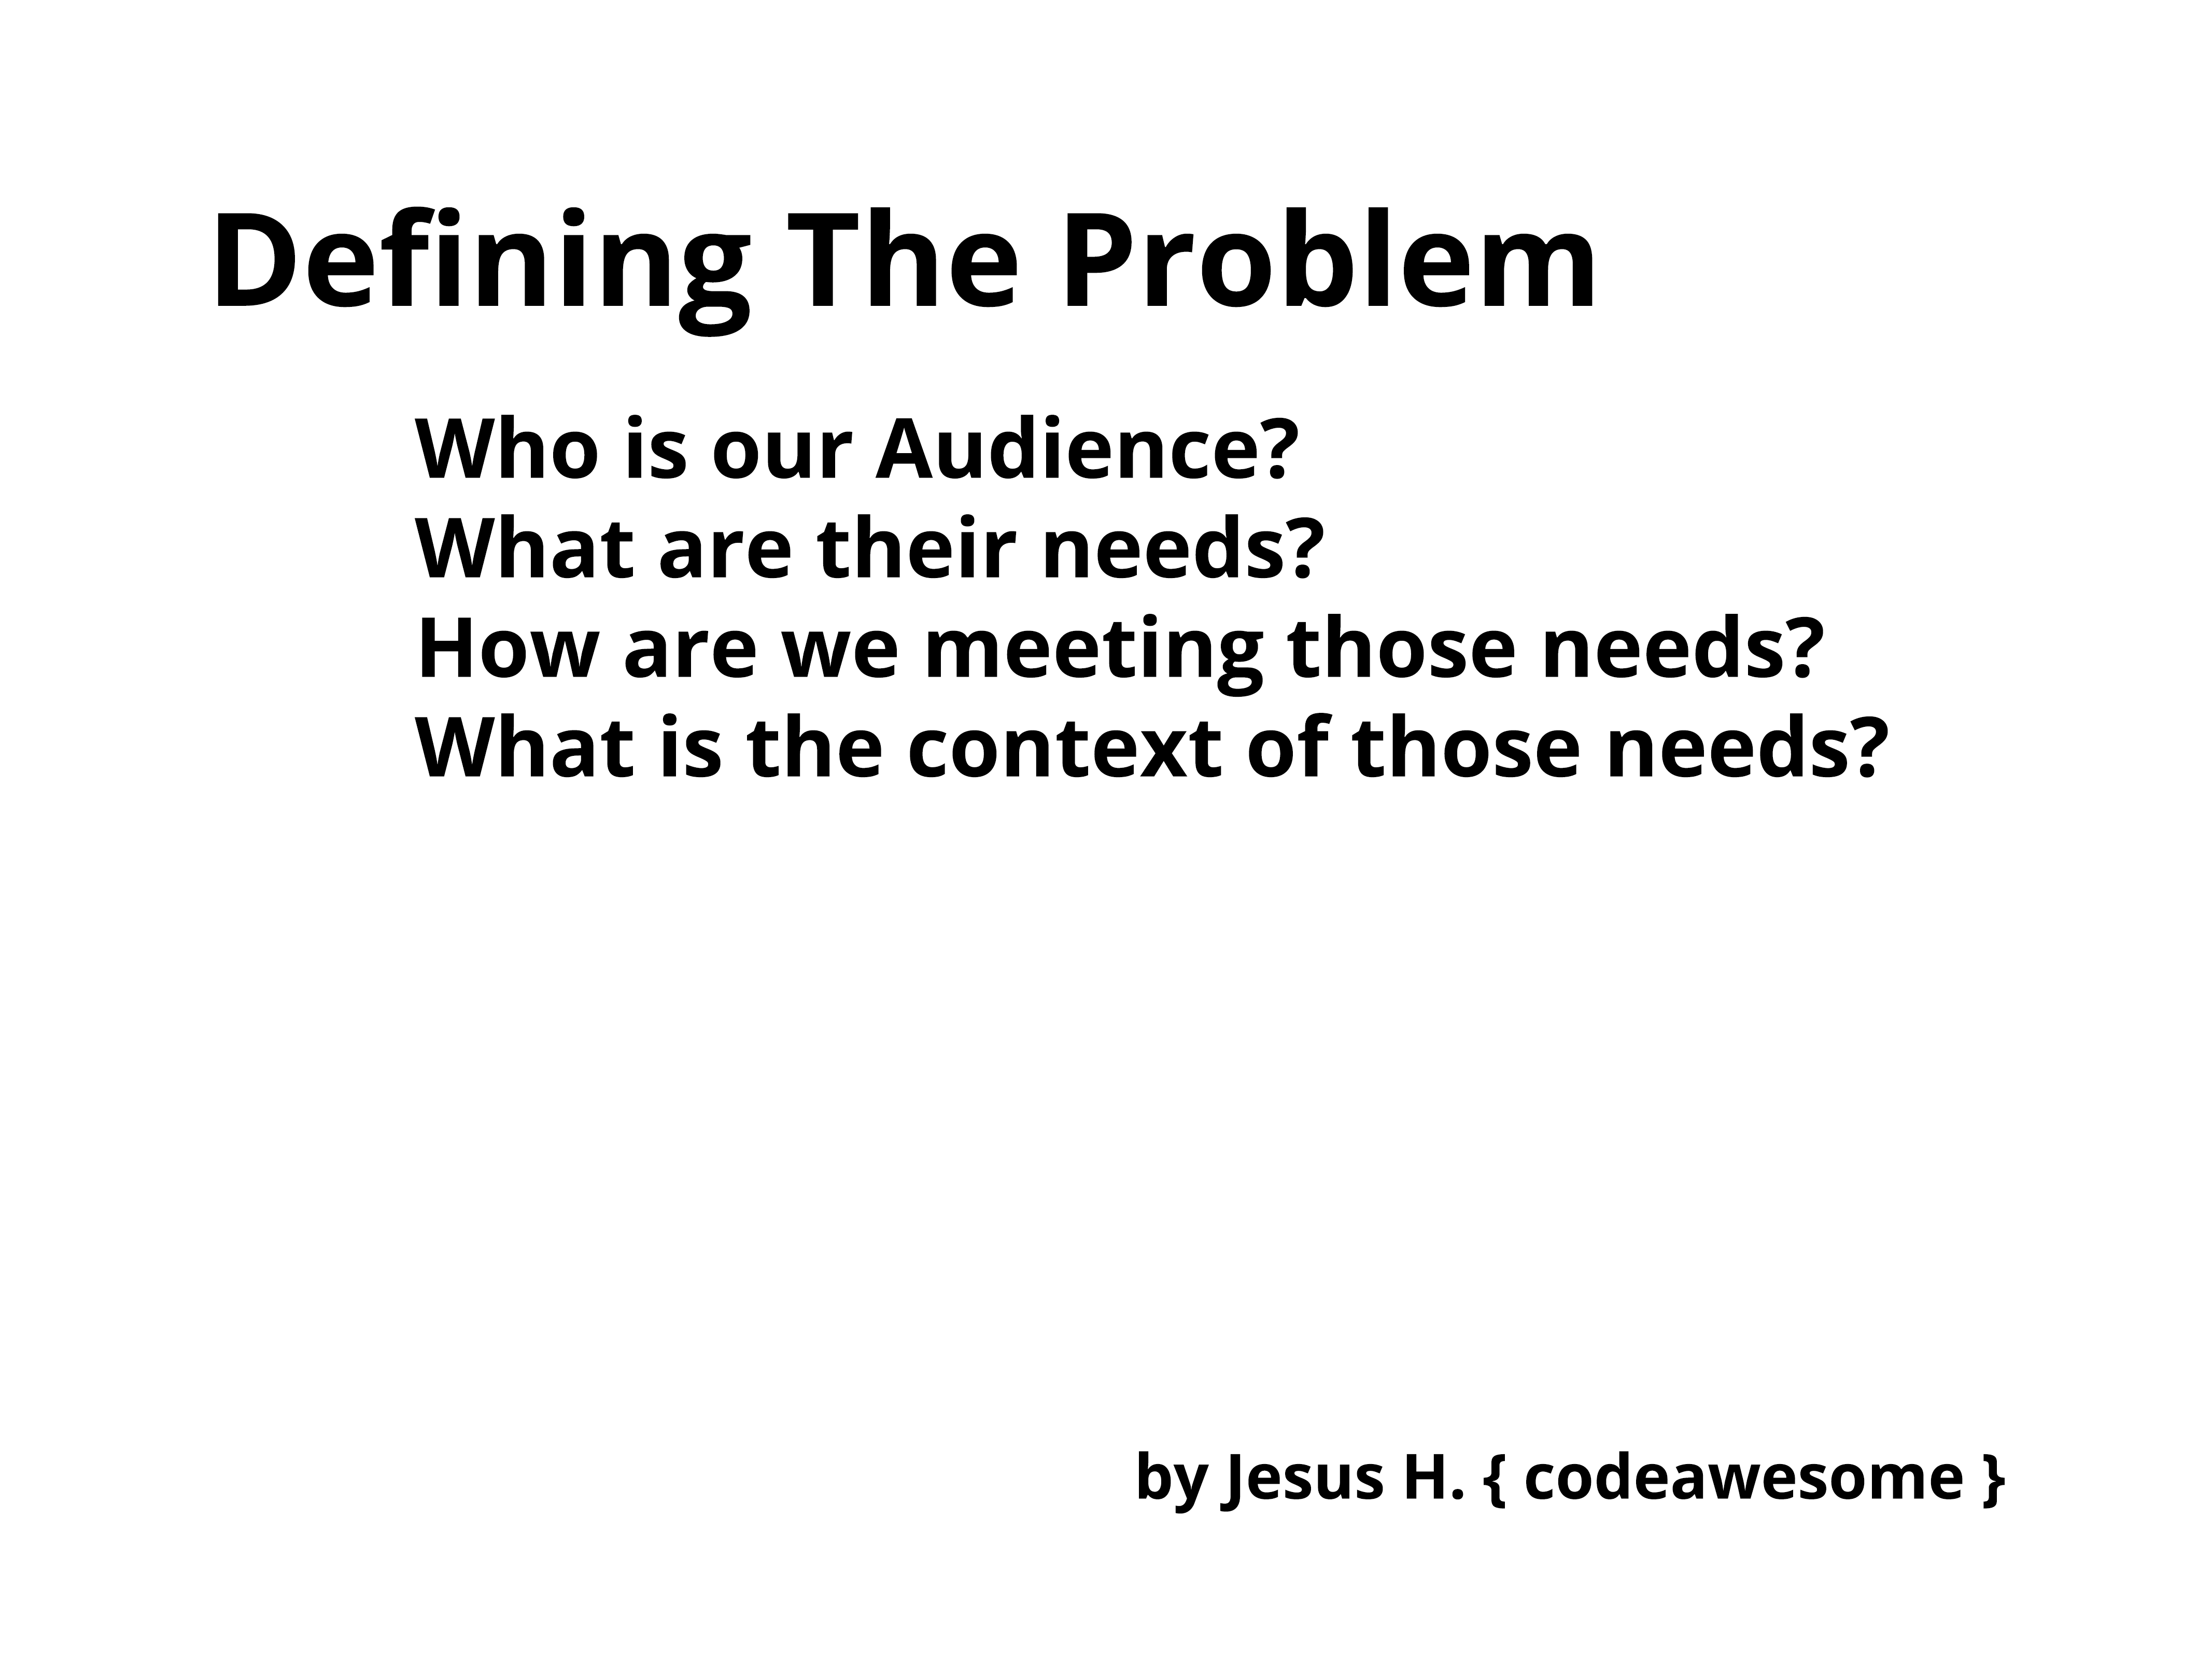 Defining The Problem
Who is our Audience?
What are their needs?
How are we meeting those needs?
What is the context of those needs?
by Jesus H. { codeawesome }